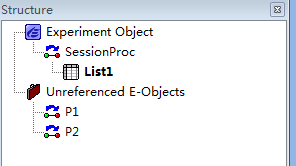 Structure
Experiment Object
SessionProc
List1
Unreferenced E-Objects
P1
P2